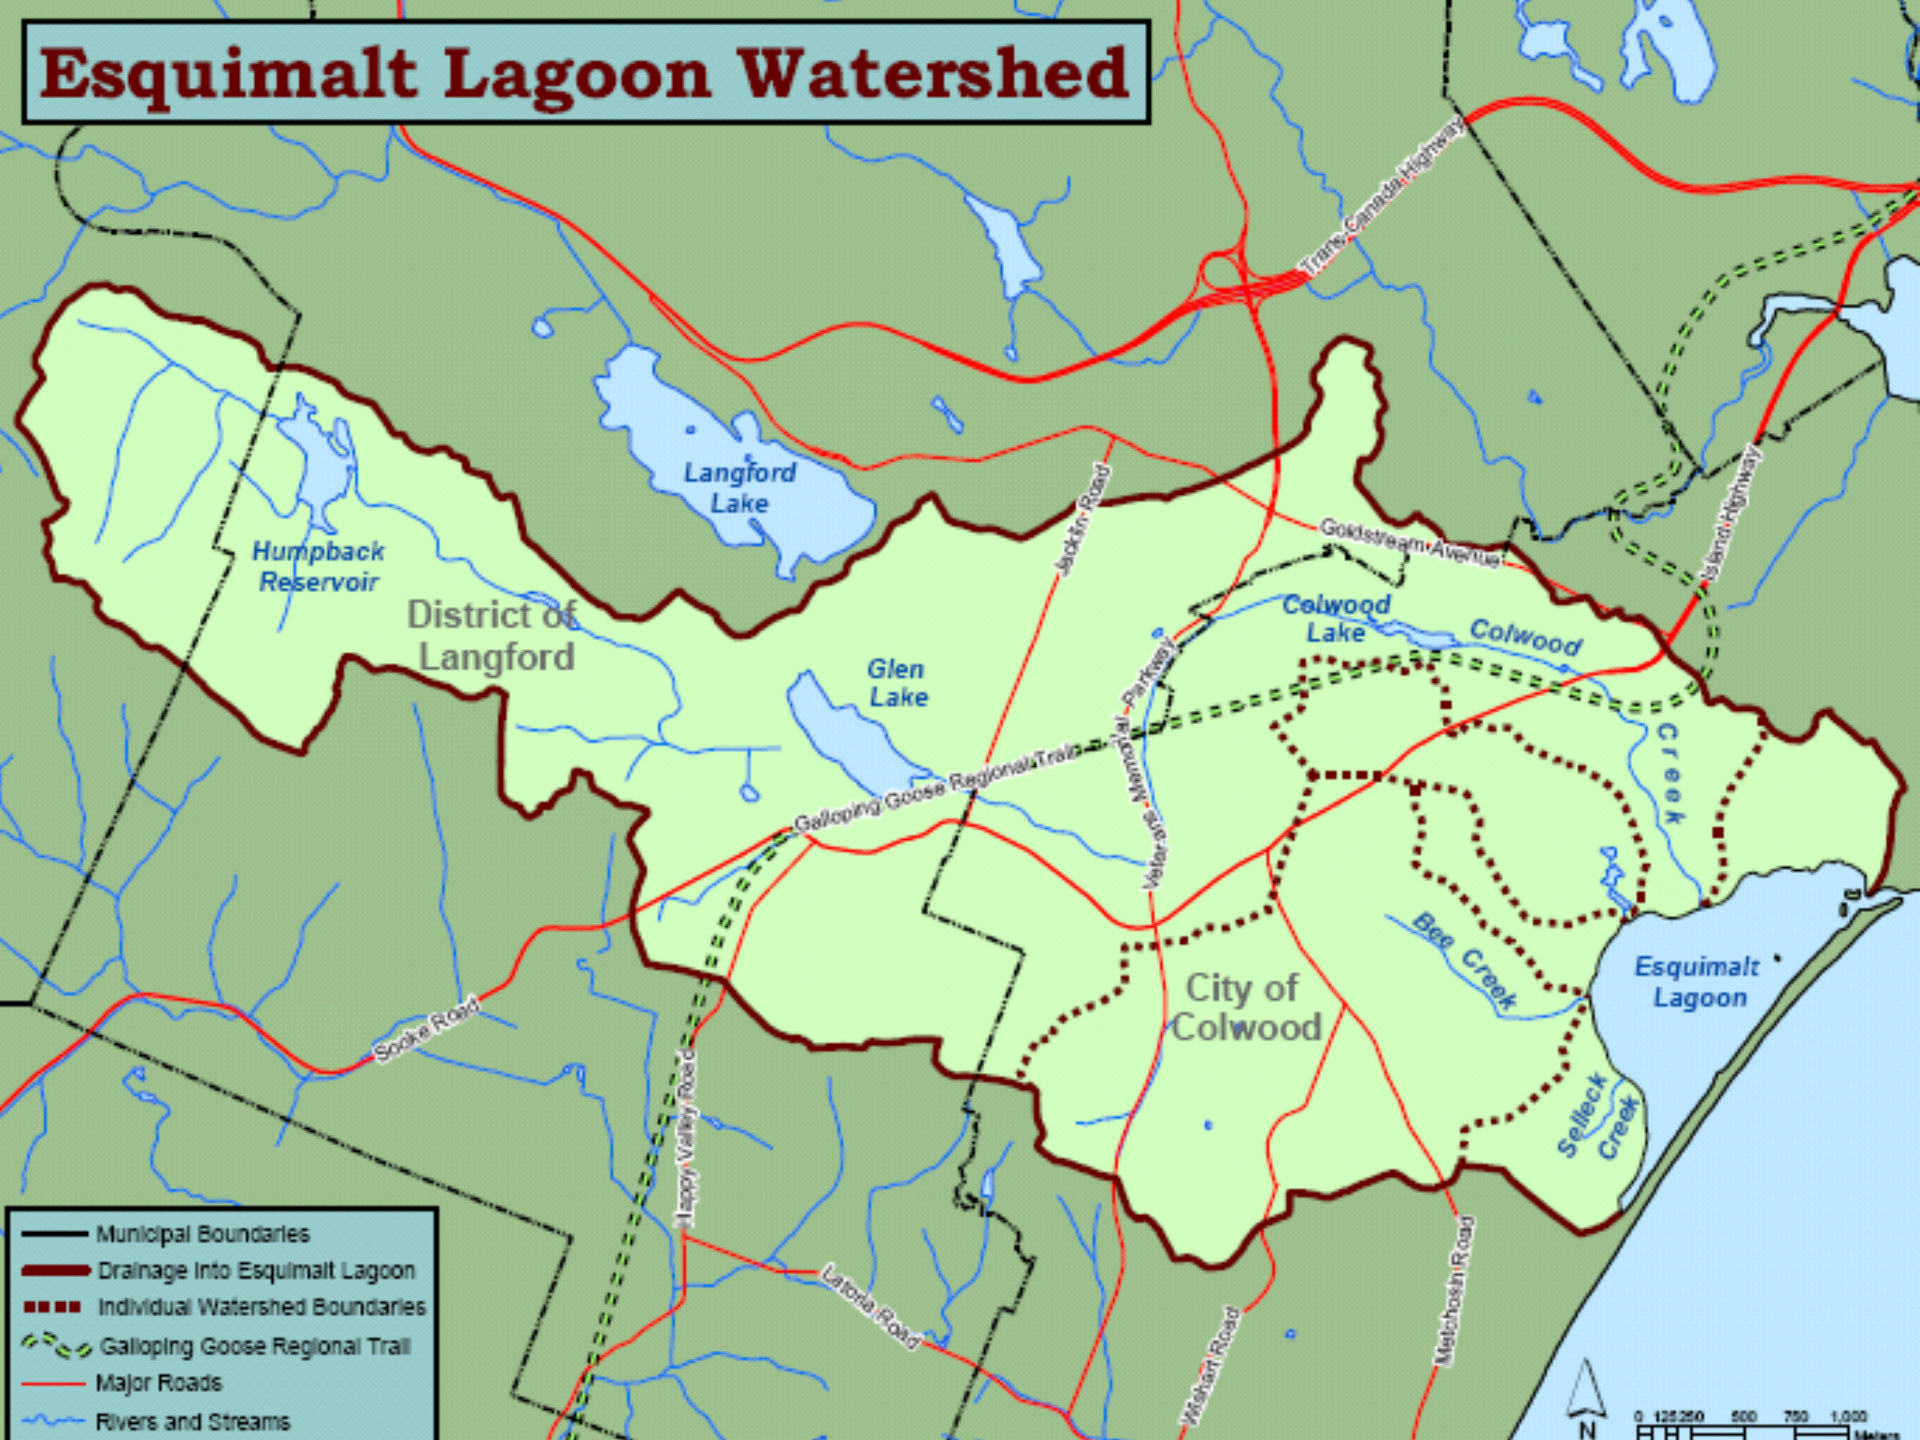 Esquimalt Lagoon Watershed
Trans-Canada Highway
Langford
Lake
Jacklin Road
Goldstream Avenue
Island Highway
Humpback
Reservoir
District of
Langford
Glen
Lake
Colwood
Lake
Colwood
Creek
Veterans Memorial Parkway
Galloping Goose Regional Trail
Bee Creek
Esquimalt
Lagoon
City of
Colwood
Sooke Road
Selleck
Creek
Happy Valley Road
Latoria Road
Wishart Road
Metchosin Road
Municipal Boundaries
Drainage into Esquimalt Lagoon
Individual Watershed Boundaries
Galloping Goose Regional Trail
Major Roads
Rivers and Streams
N
0 125 250 500 750 1,000
Meters